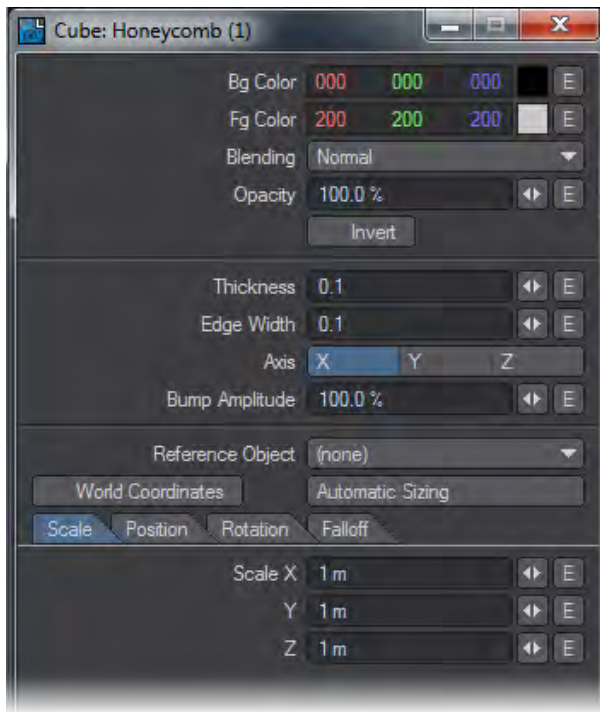 Cube: Honeycomb (1)
Bg Color 000 000 000 E
Fg Color 200 200 200 E
Blending Normal
Opacity 100.0 % E
Invert
Thickness 0.1 E
Edge Width 0.1 E
Axis X Y Z
Bump Amplitude 100.0 % E
Reference Object (none)
World Coordinates Automatic Sizing
Scale Position Rotation Falloff
Scale X 1 m E
Y 1 m E
Z 1 m E